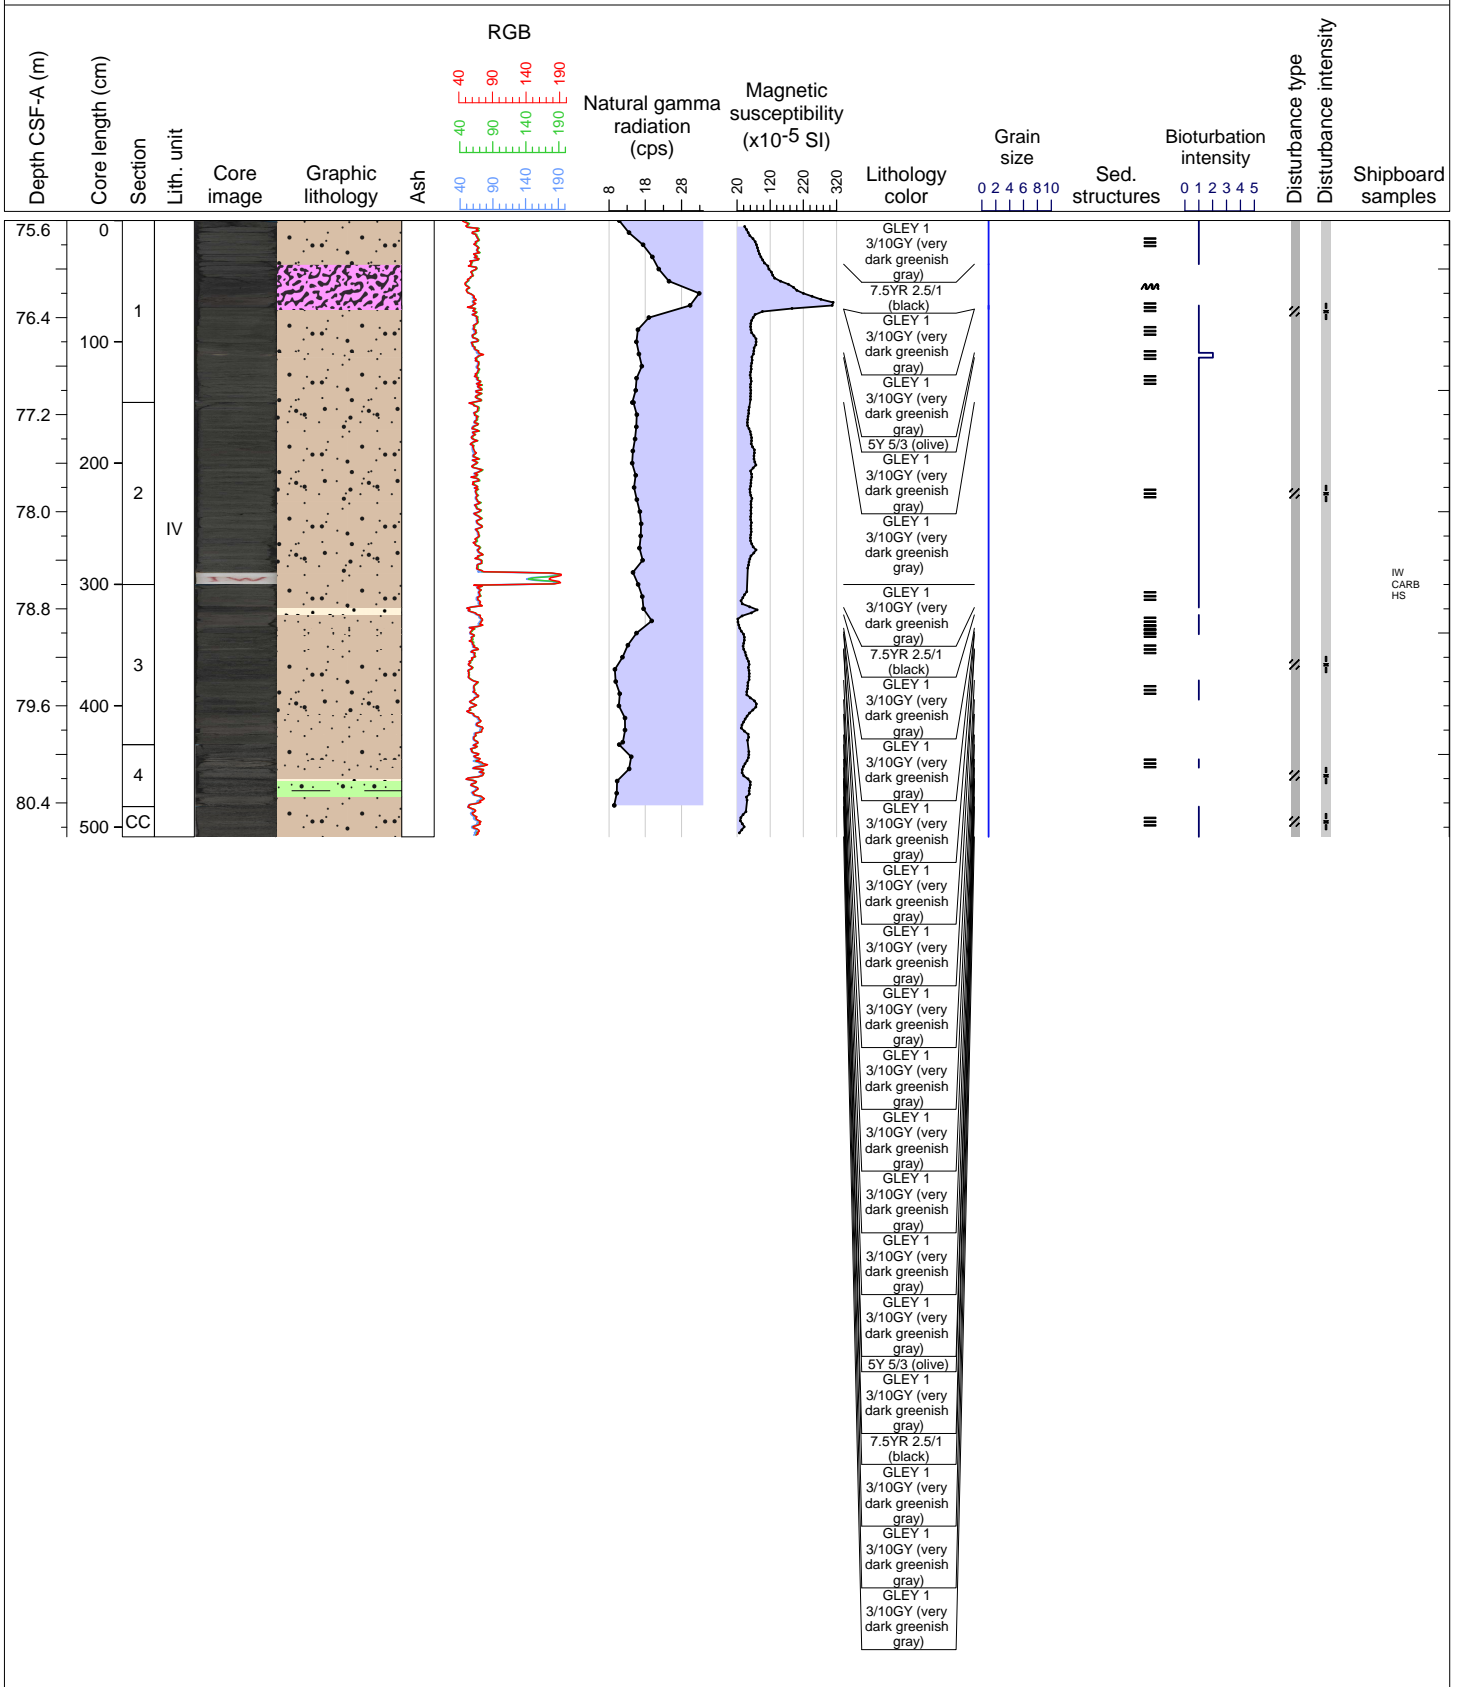 Depth CSF-A (m)
Core length (cm)
Section
Lith. unit
Core
image
Graphic
lithology
Ash
RGB
40 90 140 190
40 90 140 190
40 90 140 190
Natural gamma
radiation
(cps)
8 18 28
Magnetic
susceptibility
(x10-5 SI)
20 120 220 320
Lithology
color
Grain
size
0 2 4 6 8 10
Sed.
structures
Bioturbation
intensity
0 1 2 3 4 5
Disturbance type
Disturbance intensity
Shipboard
samples
75.6
76.4
77.2
78.0
78.8
79.6
80.4
0
100
200
300
400
500
1
2
3
4
CC
IV
GLEY 1
3/10GY (very
dark greenish
gray)
7.5YR 2.5/1
(black)
GLEY 1
3/10GY (very
dark greenish
gray)
GLEY 1
3/10GY (very
dark greenish
gray)
5Y 5/3 (olive)
GLEY 1
3/10GY (very
dark greenish
gray)
GLEY 1
3/10GY (very
dark greenish
gray)
GLEY 1
3/10GY (very
dark greenish
gray)
7.5YR 2.5/1
(black)
GLEY 1
3/10GY (very
dark greenish
gray)
GLEY 1
3/10GY (very
dark greenish
gray)
GLEY 1
3/10GY (very
dark greenish
gray)
GLEY 1
3/10GY (very
dark greenish
gray)
GLEY 1
3/10GY (very
dark greenish
gray)
GLEY 1
3/10GY (very
dark greenish
gray)
GLEY 1
3/10GY (very
dark greenish
gray)
GLEY 1
3/10GY (very
dark greenish
gray)
GLEY 1
3/10GY (very
dark greenish
gray)
GLEY 1
3/10GY (very
dark greenish
gray)
GLEY 1
3/10GY (very
dark greenish
gray)
5Y 5/3 (olive)
GLEY 1
3/10GY (very
dark greenish
gray)
7.5YR 2.5/1
(black)
GLEY 1
3/10GY (very
dark greenish
gray)
GLEY 1
3/10GY (very
dark greenish
gray)
GLEY 1
3/10GY (very
dark greenish
gray)
IW
CARB
HS